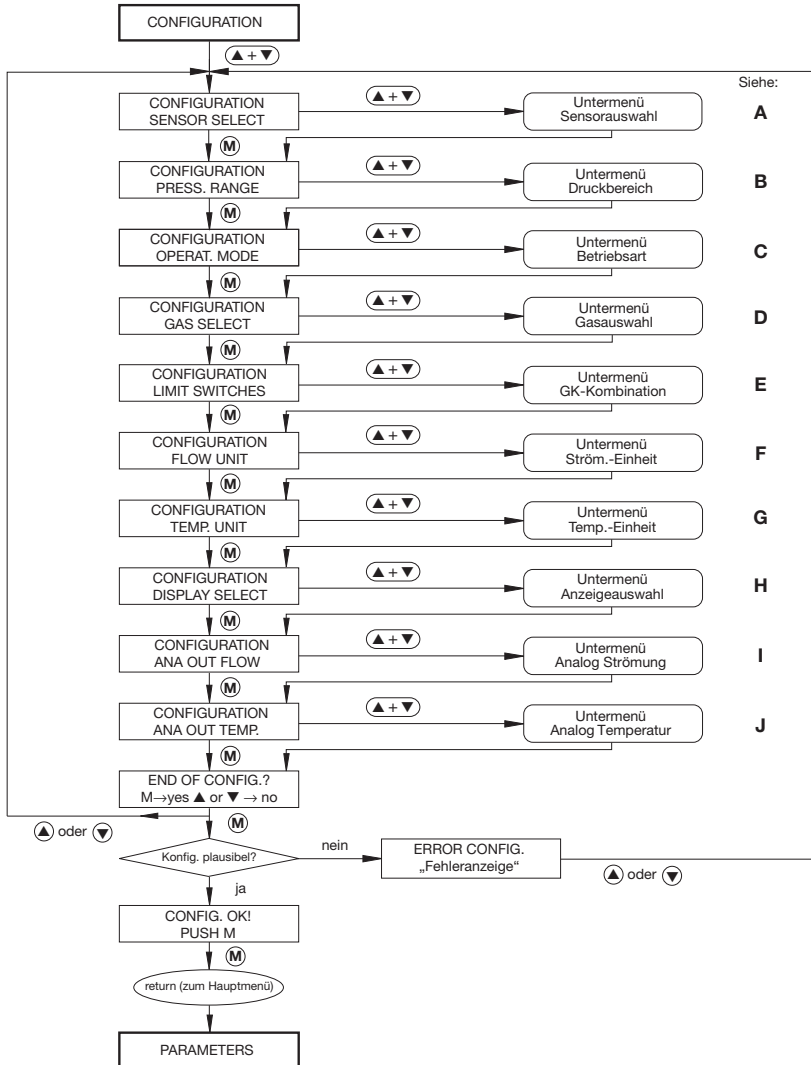 CONFIGURATION
▲ + ▼
Siehe:
CONFIGURATION
SENSOR SELECT
▲ + ▼
Untermenü
Sensorauswahl
A
M
CONFIGURATION
PRESS. RANGE
▲ + ▼
Untermenü
Druckbereich
B
M
CONFIGURATION
OPERAT. MODE
▲ + ▼
Untermenü
Betriebsart
C
M
CONFIGURATION
GAS SELECT
▲ + ▼
Untermenü
Gasauswahl
D
M
CONFIGURATION
LIMIT SWITCHES
▲ + ▼
Untermenü
GK-Kombination
E
M
CONFIGURATION
FLOW UNIT
▲ + ▼
Untermenü
Ström.-Einheit
F
M
CONFIGURATION
TEMP. UNIT
▲ + ▼
Untermenü
Temp.-Einheit
G
M
CONFIGURATION
DISPLAY SELECT
▲ + ▼
Untermenü
Anzeigeauswahl
H
M
CONFIGURATION
ANA OUT FLOW
▲ + ▼
Untermenü
Analog Strömung
I
M
CONFIGURATION
ANA OUT TEMP.
▲ + ▼
Untermenü
Analog Temperatur
J
M
END OF CONFIG.?
M→yes ▲ or ▼ → no
▲ oder ▼
M
Konfig. plausibel?
nein
ERROR CONFIG.
„Fehleranzeige“
▲ oder ▼
ja
CONFIG. OK!
PUSH M
M
return (zum Hauptmenü)
PARAMETERS